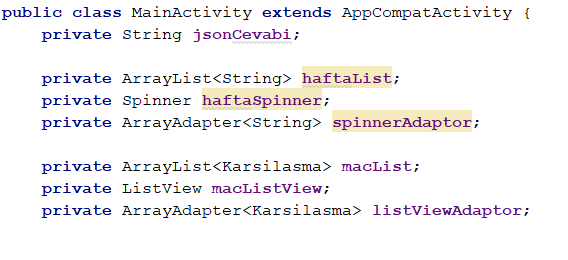 public class MainActivity extends AppCompatActivity {
private String jsonCevabi;
private ArrayList<String> haftaList;
private Spinner haftaSpinner;
private ArrayAdapter<String> spinnerAdaptor;
private ArrayList<Karsilasma> macList;
private ListView macListView;
private ArrayAdapter<Karsilasma> listViewAdaptor;